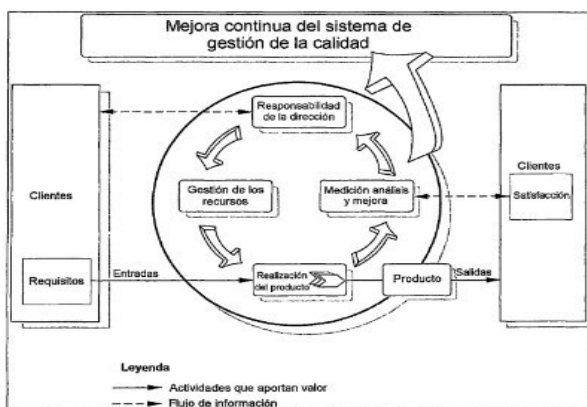 Mejora continua del sistema de
gestión de la calidad
Responsabilidad
de la dirección
Clientes
Gestión de los
recursos
Medición análisis
y mejora
Clientes
Satisfacción
Requisitos
Entradas
Realización
del producto
Producto
Salidas
Leyenda
Actividades que aportan valor
Flujo de información